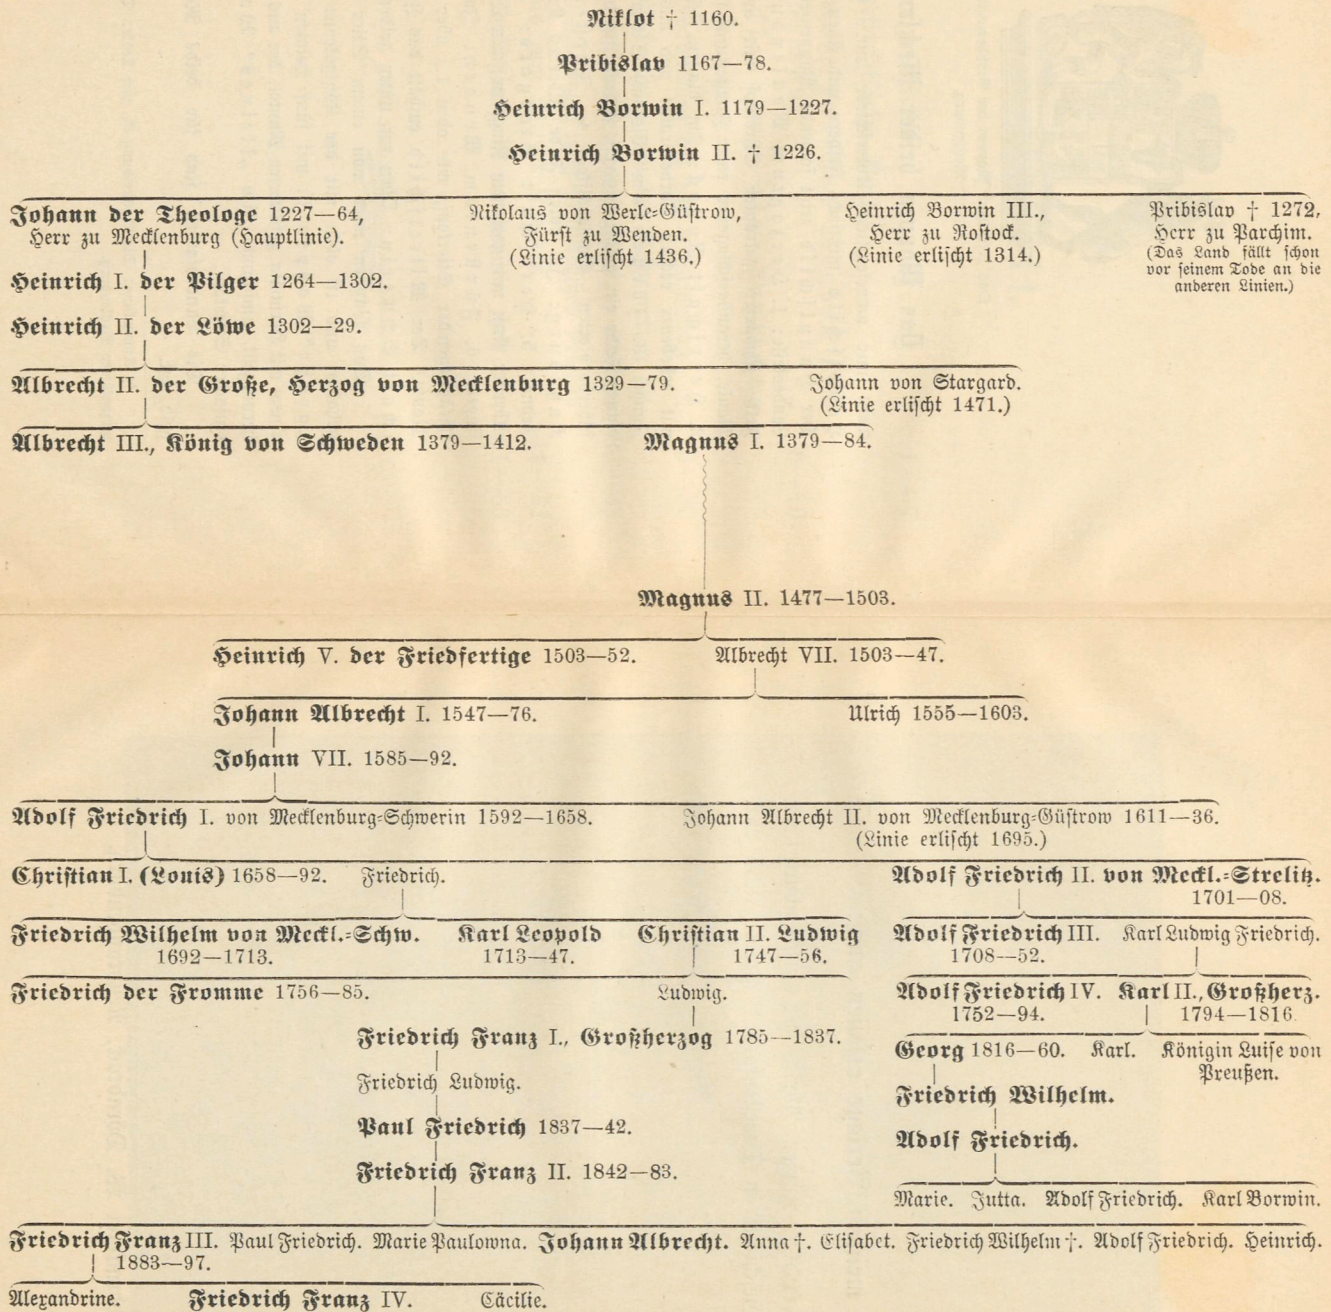 Niklot † 1160.
Pribislav 1167—78.
Heinrich Borwin I. 1179—1227.
Heinrich Borwin II. † 1226.
Johann der Theologe 1227—64,
Herr zu Mecklenburg (Hauptlinie).
Nikolaus von Werle-Güstrow,
Fürst zu Wenden.
(Linie erlischt 1436.)
Heinrich Borwin III.,
Herr zu Rostock.
(Linie erlischt 1314.)
Pribislav † 1272,
Herr zu Parchim.
(Das Land fällt schon
vor seinem Tode an die
anderen Linien.)
Heinrich I. der Pilger 1264—1302.
Heinrich II. der Löwe 1302—29.
Albrecht II. der Große, Herzog von Mecklenburg 1329—79.
Johann von Stargard.
(Linie erlischt 1471.)
Albrecht III., König von Schweden 1379—1412.
Magnus I. 1379—84.
Magnus II. 1477—1503.
Heinrich V. der Friedfertige 1503—52.
Albrecht VII. 1503—47.
Johann Albrecht I. 1547—76.
Ulrich 1555—1603.
Johann VII. 1585—92.
Adolf Friedrich I. von Mecklenburg-Schwerin 1592—1658.
Johann Albrecht II. von Mecklenburg-Güstrow 1611—36.
(Linie erlischt 1695.)
Christian I. (Louis) 1658—92.
Friedrich.
Adolf Friedrich II. von Meckl.-Strelitz.
1701—08.
Friedrich Wilhelm von Meckl.-Schw.
1692—1713.
Karl Leopold
1713—47.
Christian II. Ludwig
1747—56.
Adolf Friedrich III.
1708—52.
Karl Ludwig Friedrich.
Friedrich der Fromme 1756—85.
Ludwig.
Adolf Friedrich IV.
1752—94.
Karl II., Großherz.
1794—1816.
Friedrich Franz I., Großherzog 1785—1837.
Georg 1816—60.
Karl.
Königin Luise von
Preußen.
Friedrich Ludwig.
Friedrich Wilhelm.
Paul Friedrich 1837—42.
Adolf Friedrich.
Friedrich Franz II. 1842—83.
Marie. Jutta. Adolf Friedrich. Karl Borwin.
Friedrich Franz III. Paul Friedrich. Marie Paulowna. Johann Albrecht. Anna †. Elisabet. Friedrich Wilhelm †. Adolf Friedrich. Heinrich.
1883—97.
Alexandrine. Friedrich Franz IV. Cäcilie.